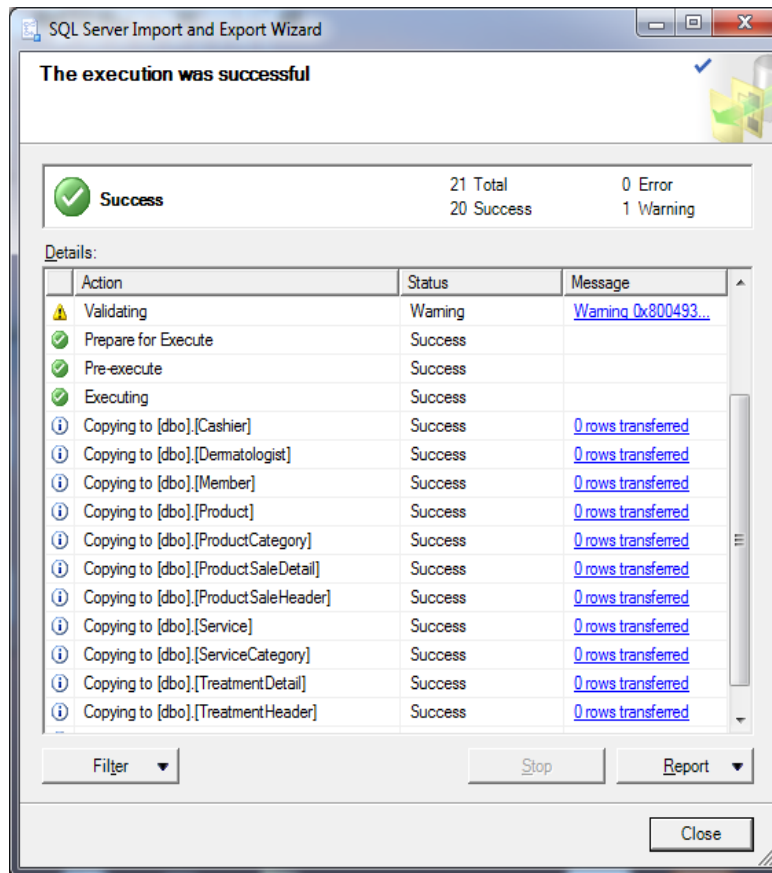 SQL Server Import and Export Wizard
The execution was successful
Success
21 Total 0 Error
20 Success 1 Warning
Details:
Action Status Message
Validating Warning Warning 0x800493...
Prepare for Execute Success
Pre-execute Success
Executing Success
Copying to [dbo].[Cashier] Success 0 rows transferred
Copying to [dbo].[Dermatologist] Success 0 rows transferred
Copying to [dbo].[Member] Success 0 rows transferred
Copying to [dbo].[Product] Success 0 rows transferred
Copying to [dbo].[ProductCategory] Success 0 rows transferred
Copying to [dbo].[ProductSaleDetail] Success 0 rows transferred
Copying to [dbo].[ProductSaleHeader] Success 0 rows transferred
Copying to [dbo].[Service] Success 0 rows transferred
Copying to [dbo].[ServiceCategory] Success 0 rows transferred
Copying to [dbo].[TreatmentDetail] Success 0 rows transferred
Copying to [dbo].[TreatmentHeader] Success 0 rows transferred
Filter Stop Report
Close